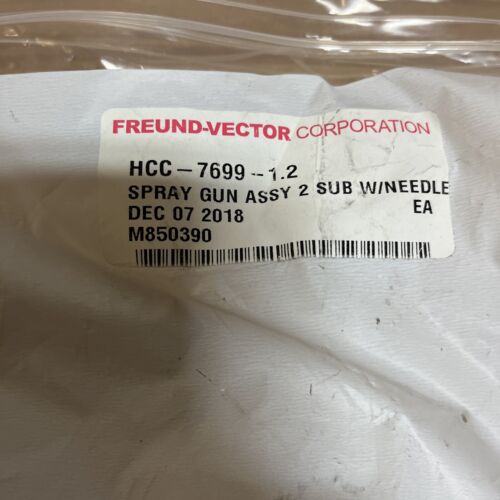 FREUND-VECTOR CORPORATION
HCC-7699-1.2
SPRAY GUN ASSY 2 SUB W/NEEDLE
DEC 07 2018 EA
M850390